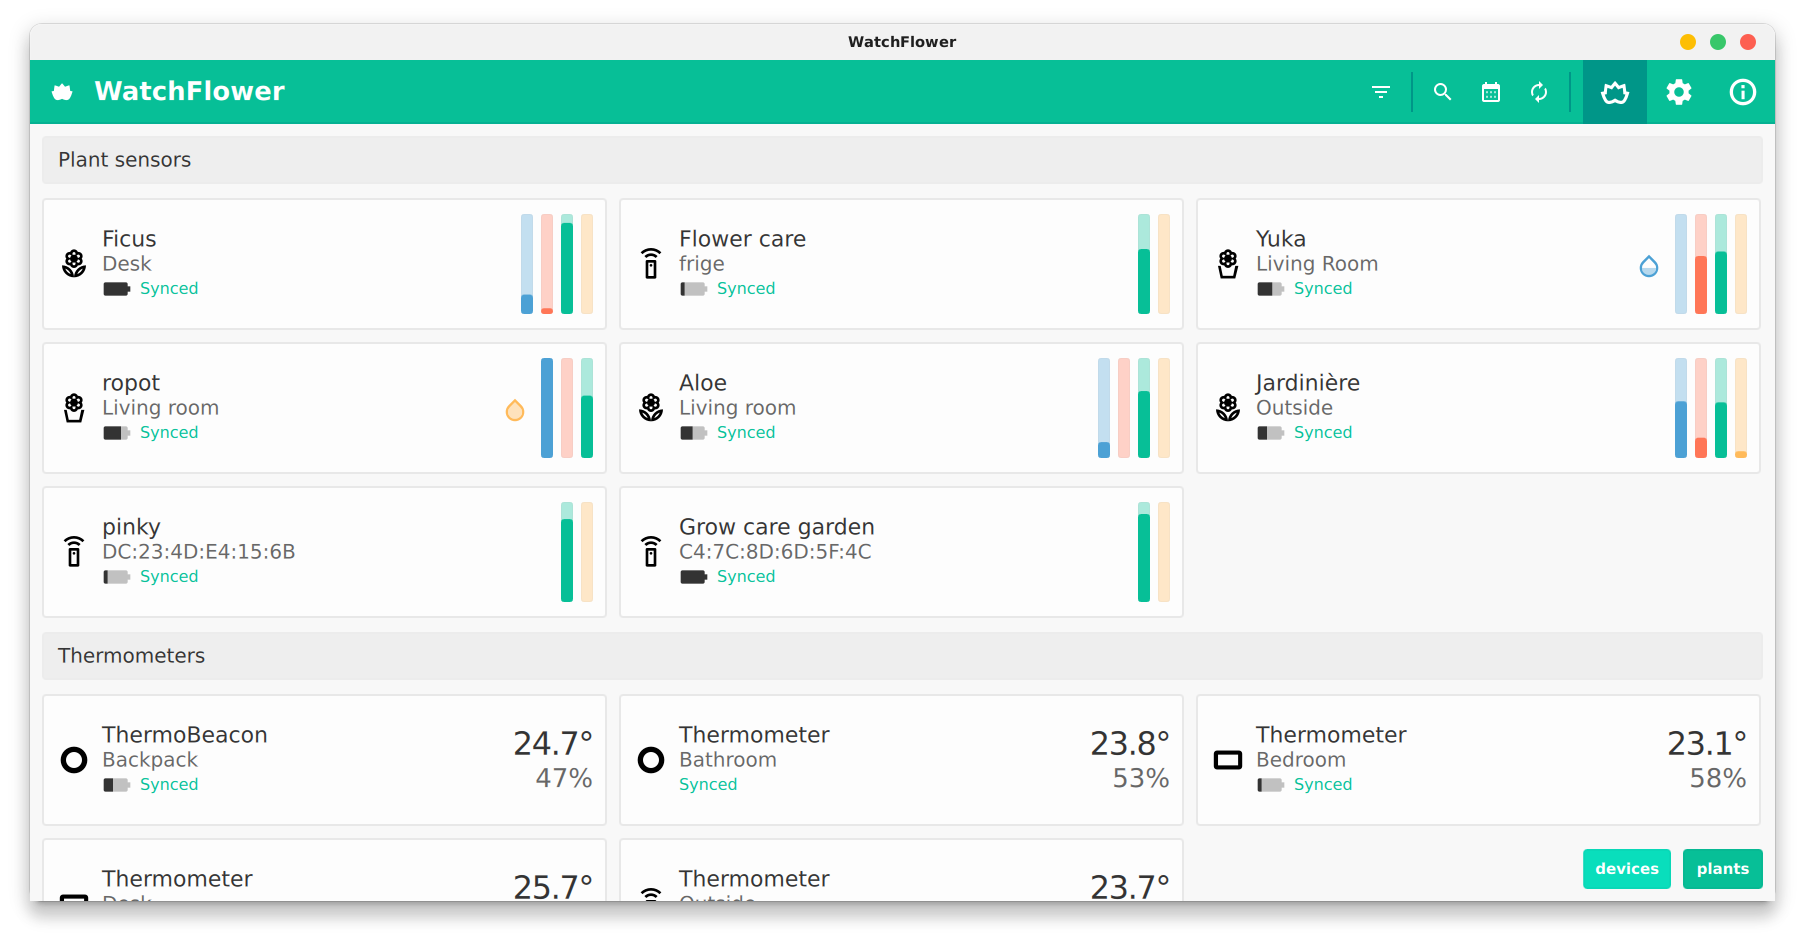 WatchFlower
WatchFlower
Plant sensors
Ficus
Desk
Synced
Flower care
frige
Synced
Yuka
Living Room
Synced
ropot
Living room
Synced
Aloe
Living room
Synced
Jardinière
Outside
Synced
pinky
DC:23:4D:E4:15:6B
Synced
Grow care garden
C4:7C:8D:6D:5F:4C
Synced
Thermometers
ThermoBeacon
Backpack
Synced
24.7°
47%
Thermometer
Bathroom
Synced
23.8°
53%
Thermometer
Bedroom
Synced
23.1°
58%
Thermometer
Desk
25.7°
Thermometer
Outside
23.7°
devices
plants